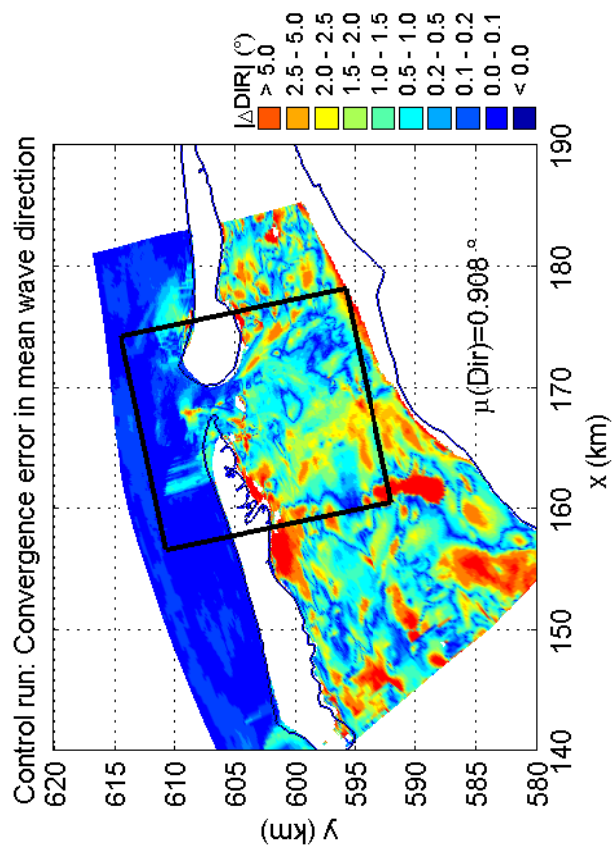 Control run: Convergence error in mean wave direction
620
615
610
605
600
595
590
585
580
y (km)
140
150
160
170
180
190
x (km)
μ(Dir)=0.908 °
|△DIR| (°)
> 5.0
2.5 - 5.0
2.0 - 2.5
1.5 - 2.0
1.0 - 1.5
0.5 - 1.0
0.2 - 0.5
0.1 - 0.2
0.0 - 0.1
< 0.0